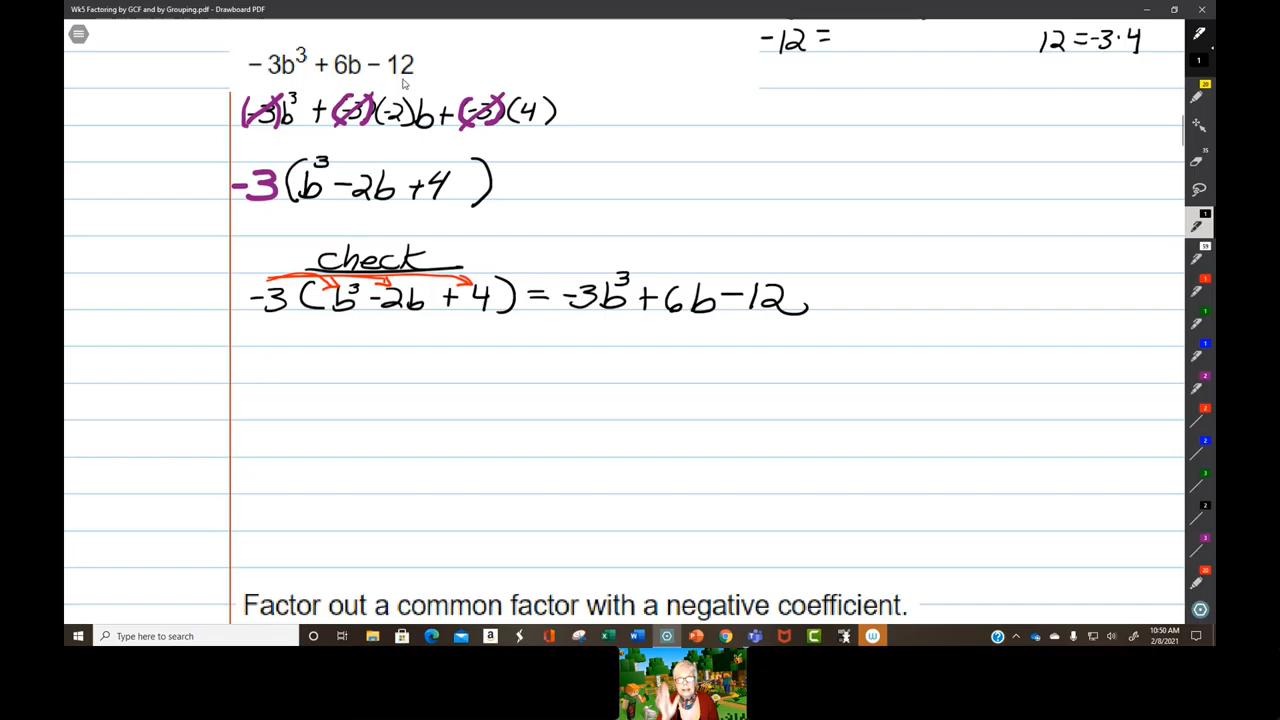 Wk5 Factoring by GCF and by Grouping.pdf - Drawboard PDF
-12 =
12 = -3·4
− 3b³ + 6b − 12
(-3)b³ + (-3)(-2)b + (-3)(4)
-3(b³ -2b +4 )
check
-3(b³ -2b + 4) = -3b³ + 6b - 12
Factor out a common factor with a negative coefficient.
Type here to search
10:50 AM
2/8/2021